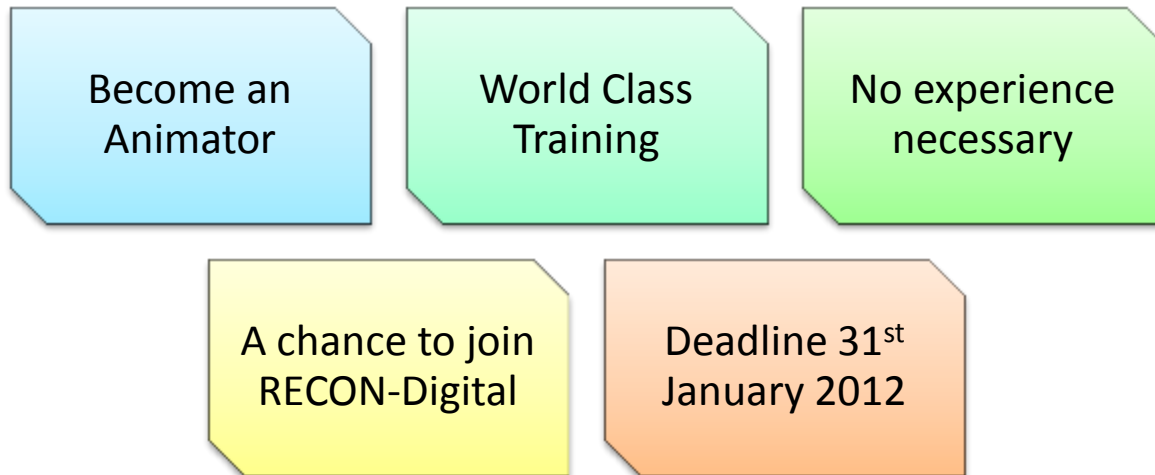 Become an
Animator
World Class
Training
No experience
necessary
A chance to join
RECON-Digital
Deadline 31st
January 2012